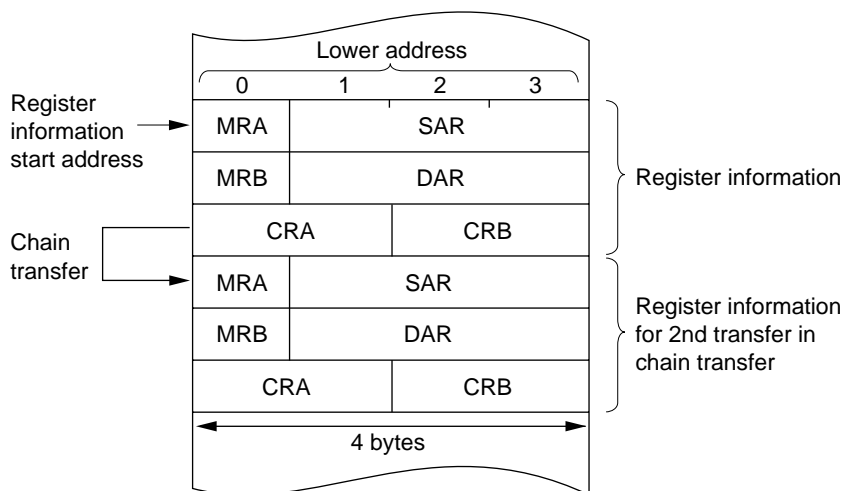 Lower address
0 1 2 3
Register
information
start address
MRA SAR
MRB DAR
Register information
CRA CRB
Chain
transfer
MRA SAR
MRB DAR
Register information
for 2nd transfer in
chain transfer
CRA CRB
4 bytes